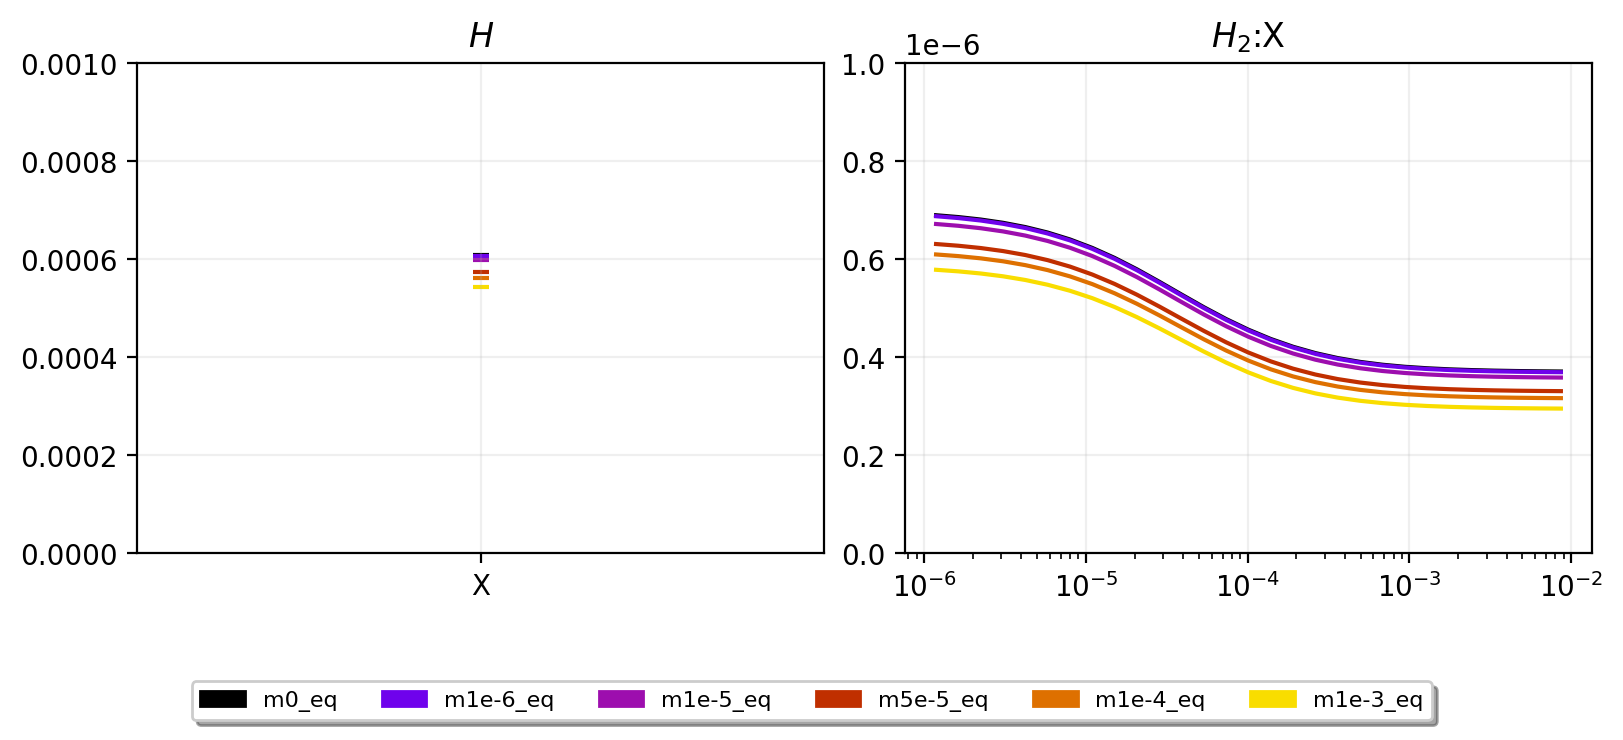 H
H₂:X
1e−6
0.0010
0.0008
0.0006
0.0004
0.0002
0.0000
X
1.0
0.8
0.6
0.4
0.2
0.0
10⁻⁶ 10⁻⁵ 10⁻⁴ 10⁻³ 10⁻²
m0_eq m1e-6_eq m1e-5_eq m5e-5_eq m1e-4_eq m1e-3_eq